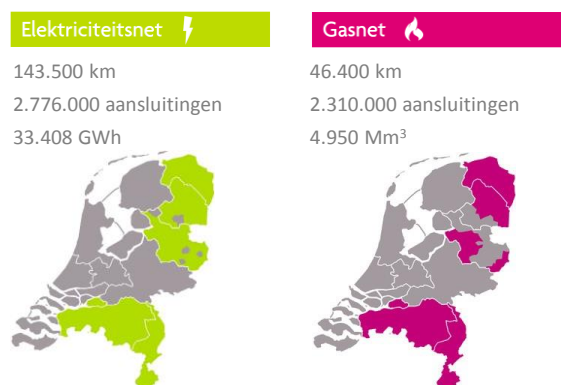 Elektriciteitsnet
143.500 km
2.776.000 aansluitingen
33.408 GWh
Gasnet
46.400 km
2.310.000 aansluitingen
4.950 Mm³